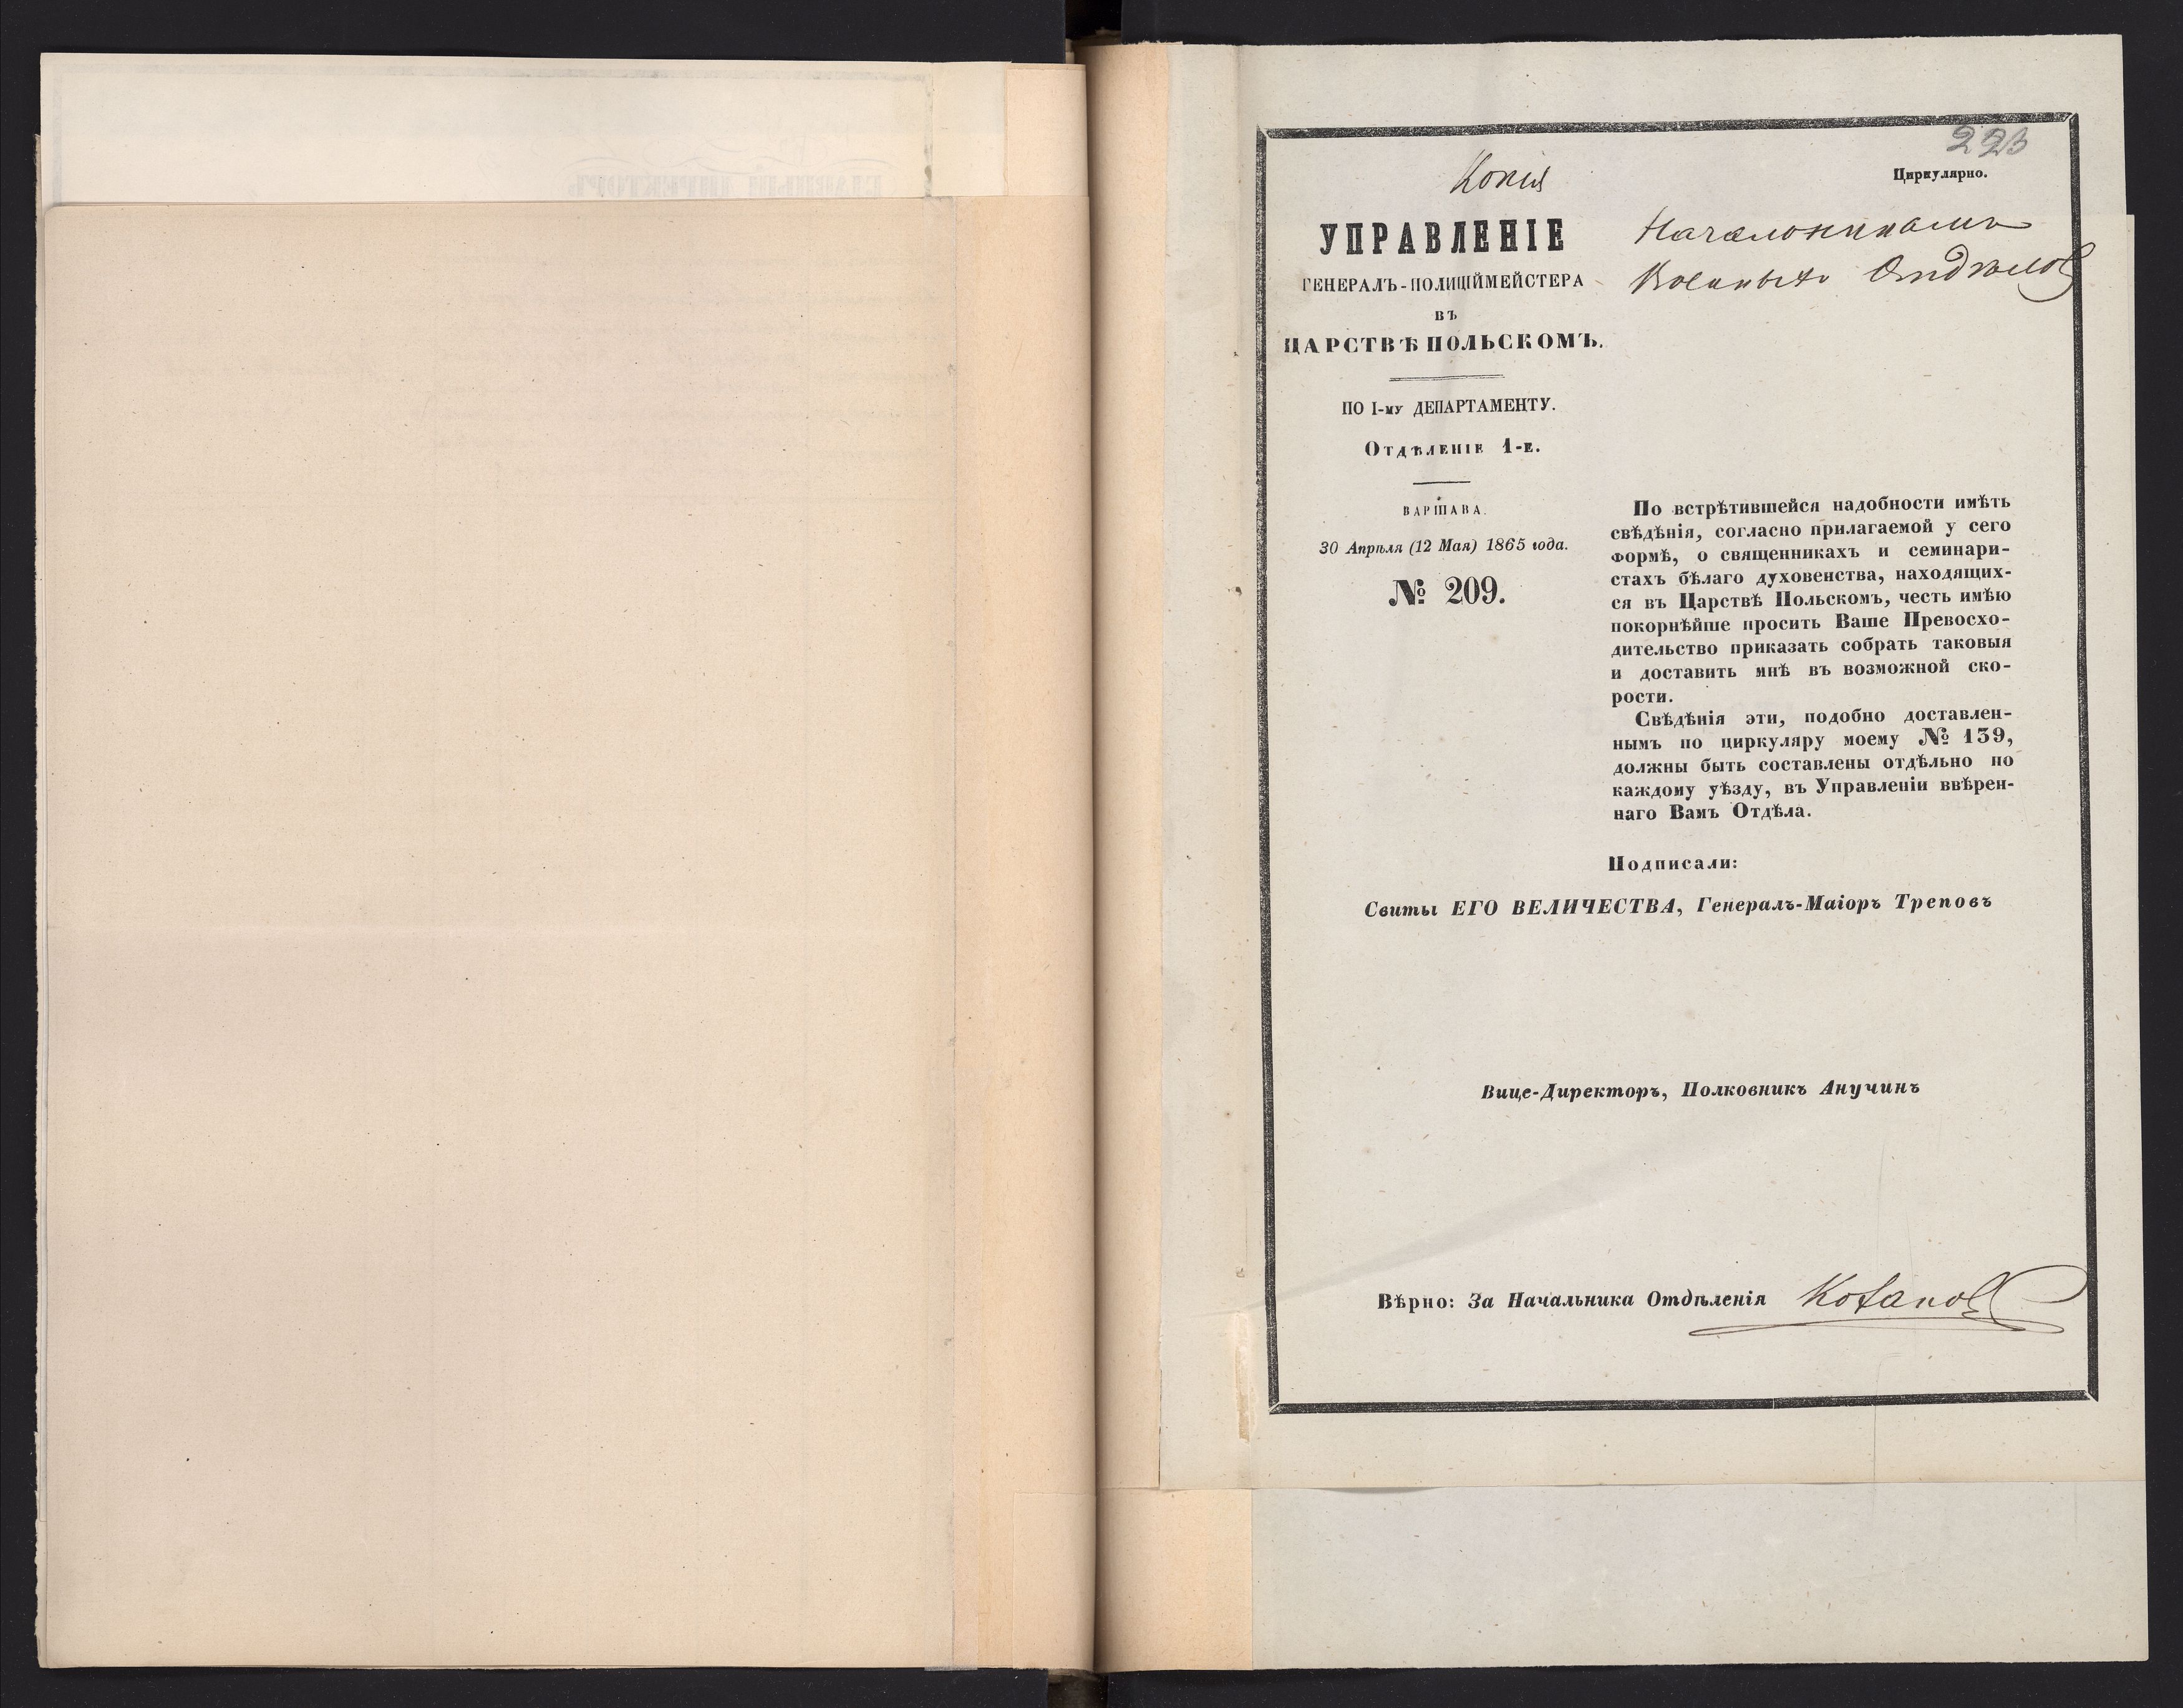 223
Циркулярно.
Копия
УПРАВЛЕНІЕ
ГЕНЕРАЛЪ-ПОЛИЦІЙМЕЙСТЕРА
ВЪ
ЦАРСТВѢ ПОЛЬСКОМЪ.
ПО I-му ДЕПАРТАМЕНТУ.
Отдѣленіе 1-е.
ВАРШАВА.
30 Апрѣля (12 Мая) 1865 года.
№ 209.
Начальникамъ
Военныхъ Отдѣловъ
По встрѣтившейся надобности имѣть
свѣдѣнія, согласно прилагаемой у сего
формѣ, о священникахъ и семинари-
стахъ бѣлаго духовенства, находящих-
ся въ Царствѣ Польскомъ, честь имѣю
покорнѣйше просить Ваше Превосхо-
дительство приказать собрать таковыя
и доставить мнѣ въ возможной ско-
рости.
Свѣдѣнія эти, подобно доставлен-
нымъ по циркуляру моему № 139,
должны быть составлены отдѣльно по
каждому уѣзду, въ Управленіи ввѣрен-
наго Вамъ Отдѣла.
Подписали:
Свиты ЕГО ВЕЛИЧЕСТВА, Генералъ-Маіоръ Треповъ
Вице-Директоръ, Полковникъ Анучинъ
Вѣрно: За Начальника Отдѣленія